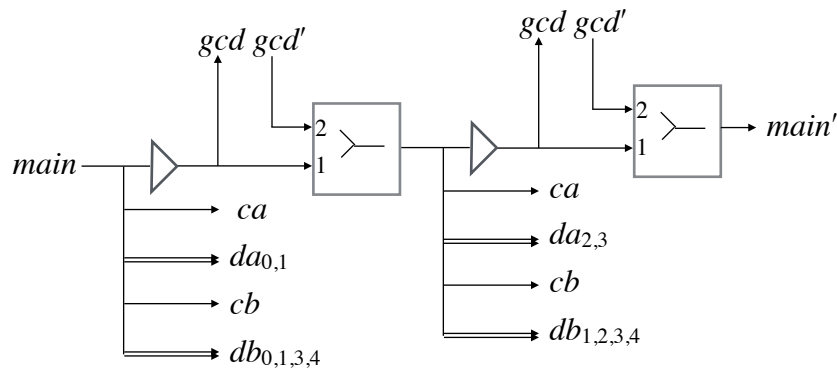 gcd gcd′
gcd gcd′
2
1
2
1
main
main′
ca
da0,1
cb
db0,1,3,4
ca
da2,3
cb
db1,2,3,4